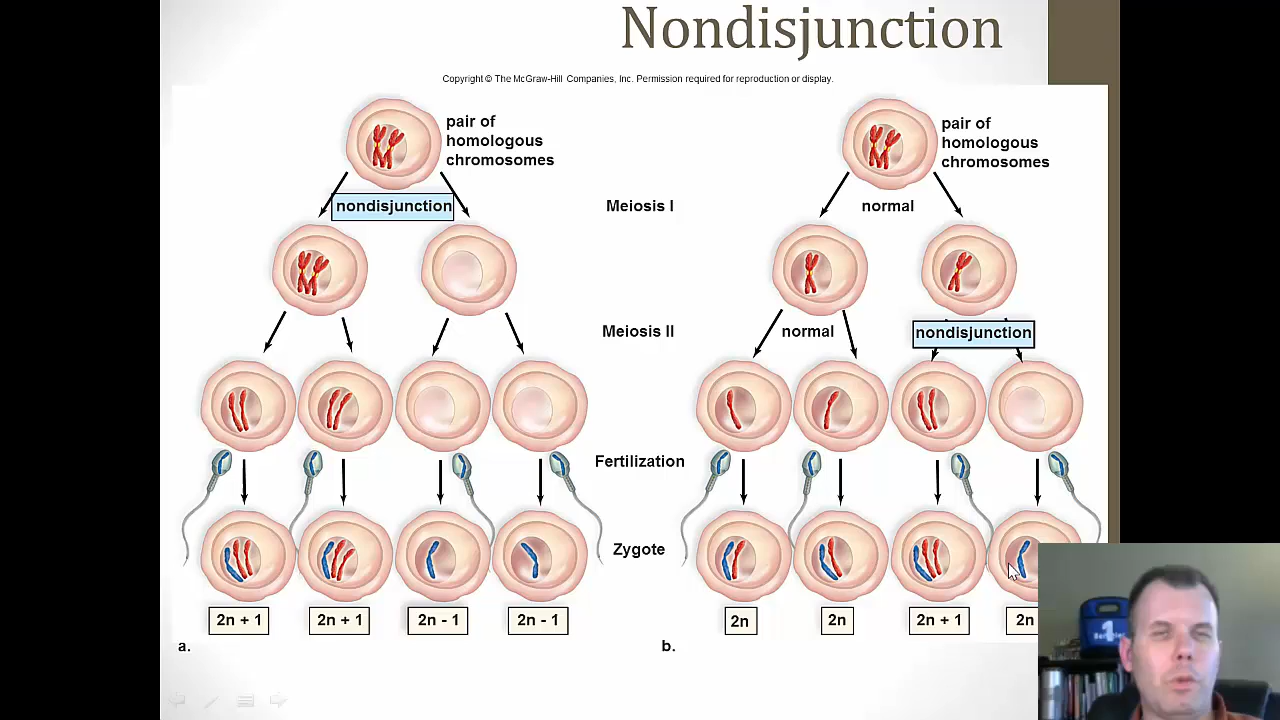 Nondisjunction
Copyright © The McGraw-Hill Companies, Inc. Permission required for reproduction or display.
pair of
homologous
chromosomes
nondisjunction
Meiosis I
pair of
homologous
chromosomes
normal
Meiosis II
normal
nondisjunction
Fertilization
Zygote
2n + 1
2n + 1
2n - 1
2n - 1
2n
2n
2n + 1
2n
a.
b.
1